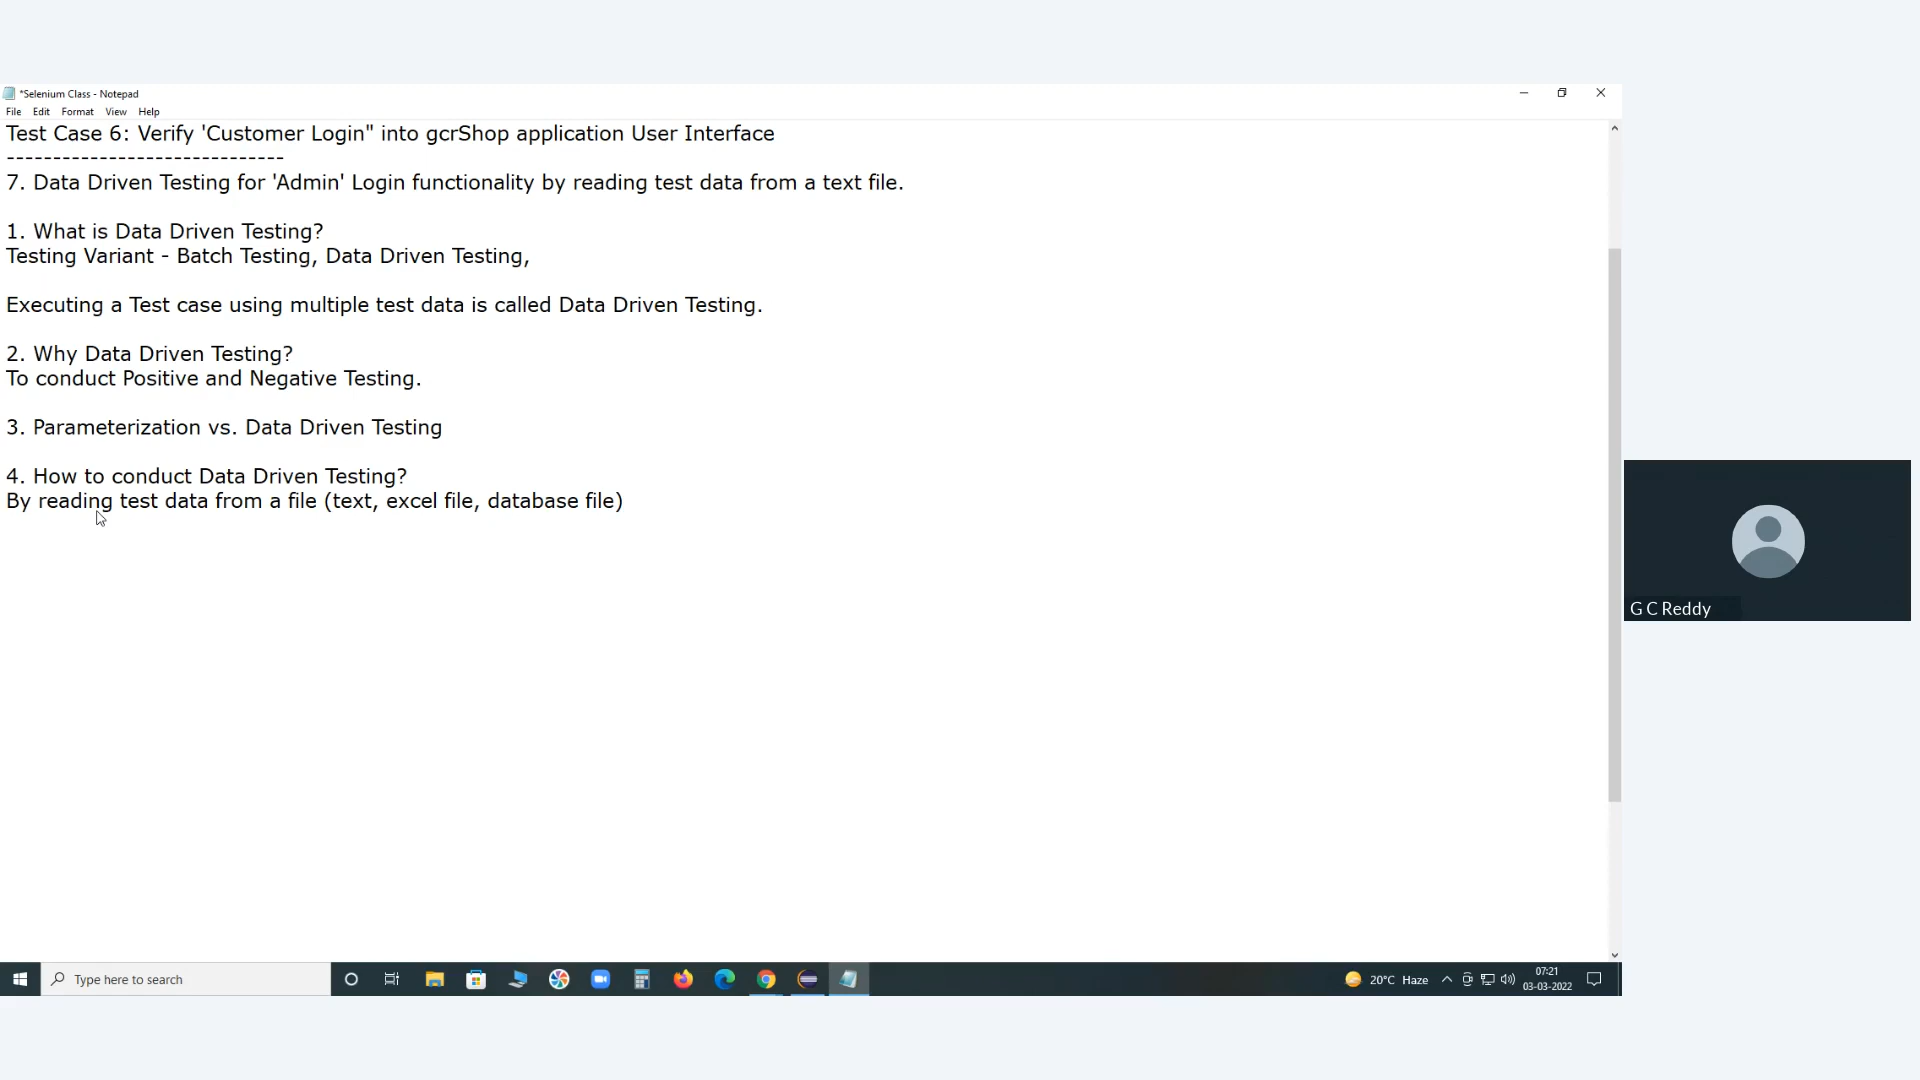 *Selenium Class - Notepad
File Edit Format View Help
Test Case 6: Verify 'Customer Login" into gcrShop application User Interface
------------------------------
7. Data Driven Testing for 'Admin' Login functionality by reading test data from a text file.
1. What is Data Driven Testing?
Testing Variant - Batch Testing, Data Driven Testing,
Executing a Test case using multiple test data is called Data Driven Testing.
2. Why Data Driven Testing?
To conduct Positive and Negative Testing.
3. Parameterization vs. Data Driven Testing
4. How to conduct Data Driven Testing?
By reading test data from a file (text, excel file, database file)
G C Reddy
Type here to search
20°C Haze
07:21
03-03-2022